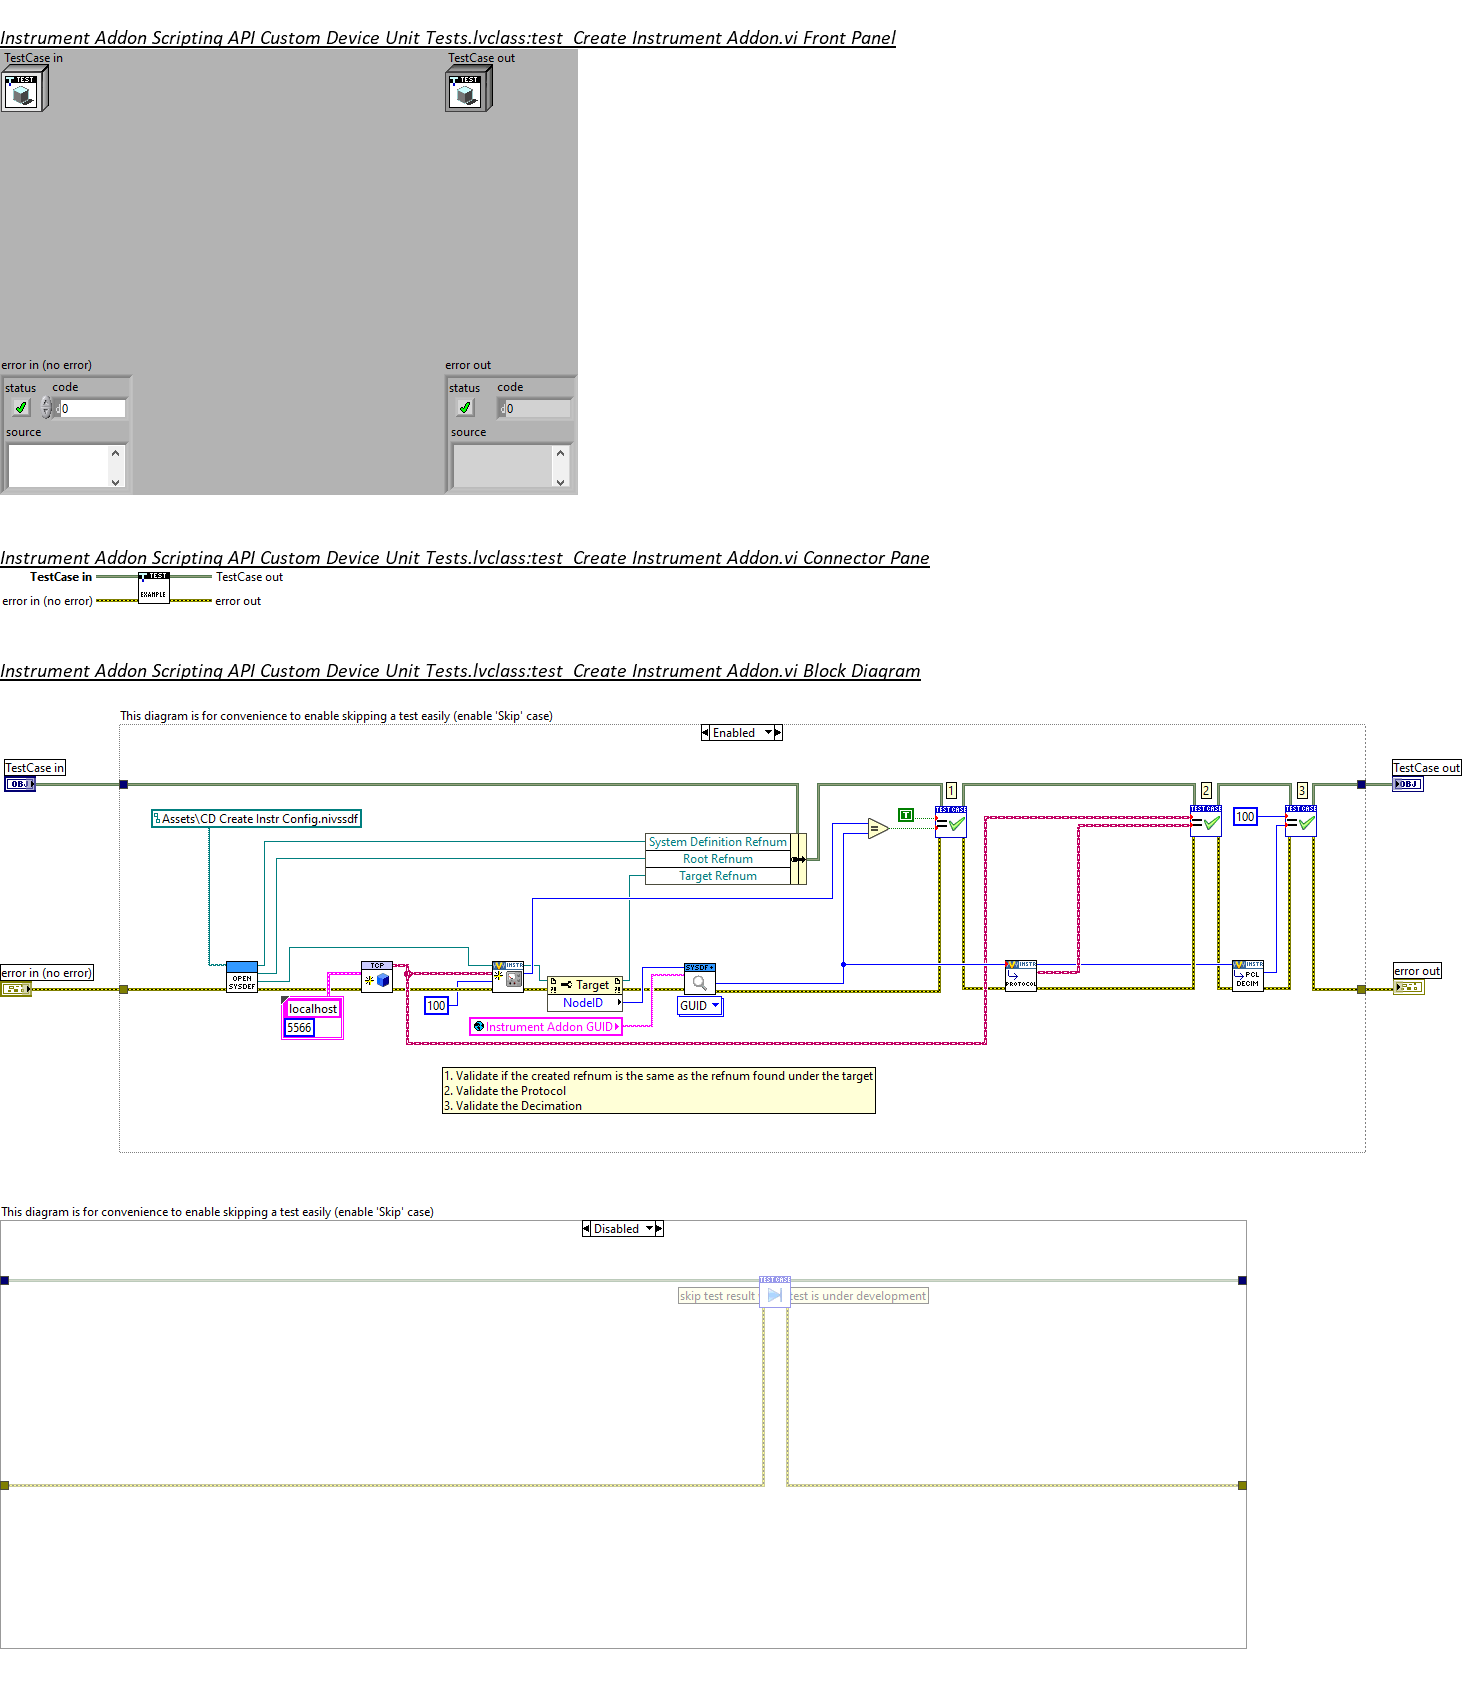 Instrument Addon Scripting API Custom Device Unit Tests.lvclass:test_Create Instrument Addon.vi Front Panel
TestCase in
TestCase out
TEST
TEST
error in (no error)
error out
status
code
status
code
0
0
source
source
Instrument Addon Scripting API Custom Device Unit Tests.lvclass:test_Create Instrument Addon.vi Connector Pane
TestCase in
TEST
EXAMPLE
TestCase out
error in (no error)
error out
Instrument Addon Scripting API Custom Device Unit Tests.lvclass:test_Create Instrument Addon.vi Block Diagram
This diagram is for convenience to enable skipping a test easily (enable 'Skip' case)
Enabled
TestCase in
OBJ
TestCase out
OBJ
1
2
3
Assets\CD Create Instr Config.nivssdf
T
TEST CASE
TEST CASE
100
TEST CASE
System Definition Refnum
Root Refnum
Target Refnum
error in (no error)
OPEN
SYSDEF
TCP
INSTR
Target
NodeID
SYSDF
GUID
INSTR
PROTOCOL
INSTR
PCL
DECIM
error out
localhost
5566
100
Instrument Addon GUID
1. Validate if the created refnum is the same as the refnum found under the target
2. Validate the Protocol
3. Validate the Decimation
This diagram is for convenience to enable skipping a test easily (enable 'Skip' case)
Disabled
TEST CASE
skip test result
test is under development